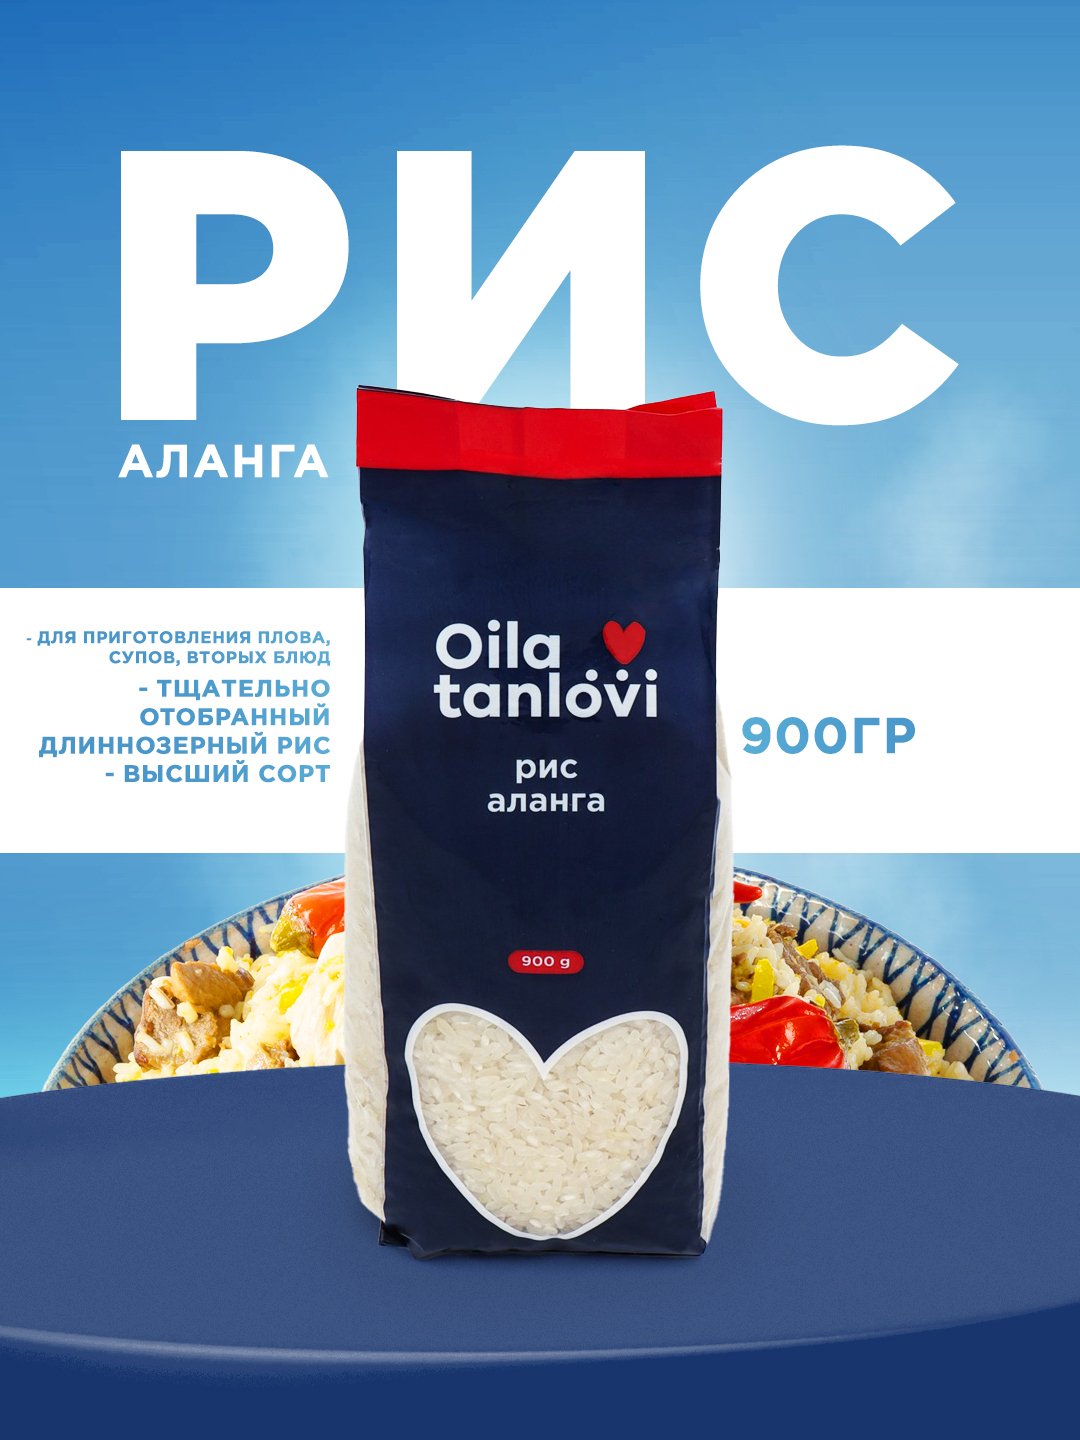 РИС
АЛАНГА
- ДЛЯ ПРИГОТОВЛЕНИЯ ПЛОВА,
СУПОВ, ВТОРЫХ БЛЮД
- ТЩАТЕЛЬНО
ОТОБРАННЫЙ
ДЛИННОЗЕРНЫЙ РИС
- ВЫСШИЙ СОРТ
900ГР
Oila
tanlovi
рис
аланга
900 g